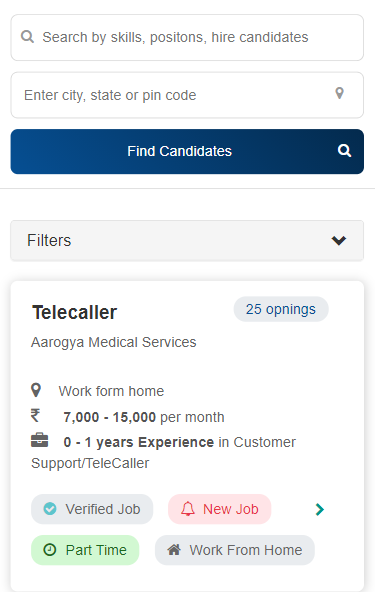 Search by skills, positons, hire candidates
Enter city, state or pin code
Find Candidates
Filters
Telecaller
25 opnings
Aarogya Medical Services
Work form home
₹ 7,000 - 15,000 per month
0 - 1 years Experience in Customer
Support/TeleCaller
Verified Job
New Job
Part Time
Work From Home